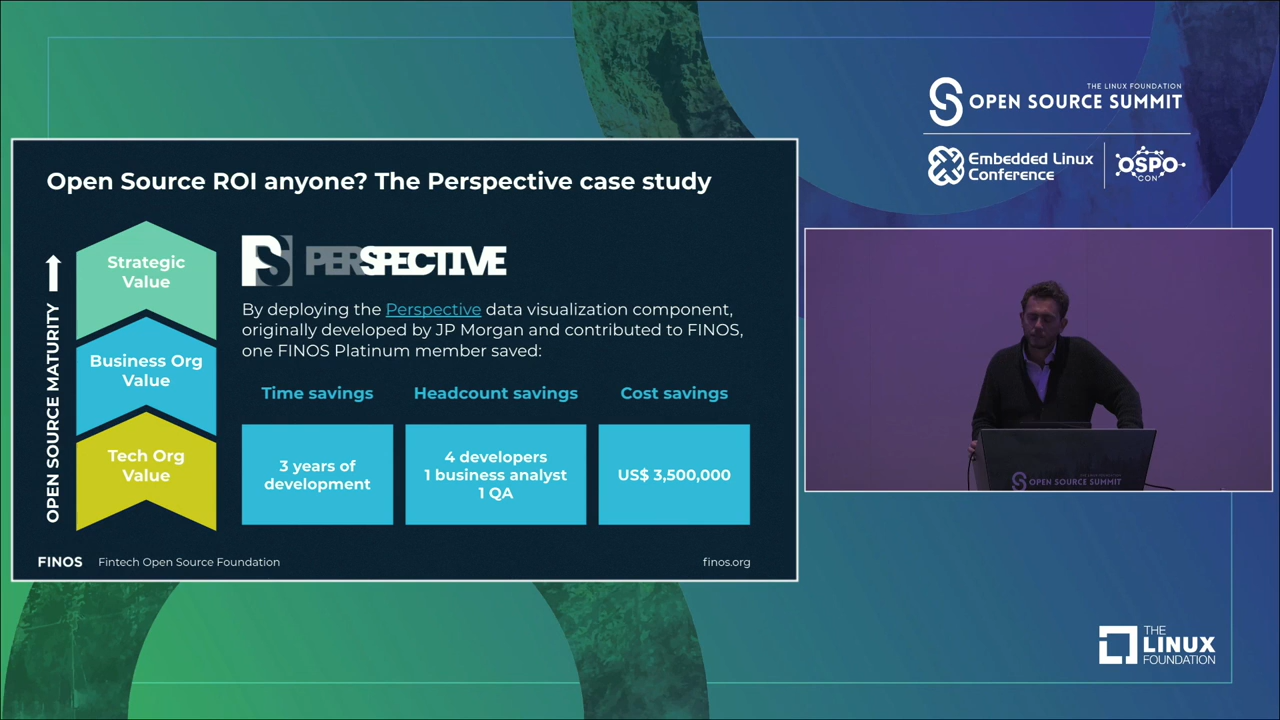 THE LINUX FOUNDATION
OPEN SOURCE SUMMIT
Embedded Linux
Conference
OSPO
CON
Open Source ROI anyone? The Perspective case study
OPEN SOURCE MATURITY
Strategic
Value
Business Org
Value
Tech Org
Value
PS PERSPECTIVE
By deploying the Perspective data visualization component,
originally developed by JP Morgan and contributed to FINOS,
one FINOS Platinum member saved:
Time savings
Headcount savings
Cost savings
3 years of
development
4 developers
1 business analyst
1 QA
US$ 3,500,000
FINOS Fintech Open Source Foundation
finos.org
OPEN SOURCE SUMMIT
THE
LINUX
FOUNDATION